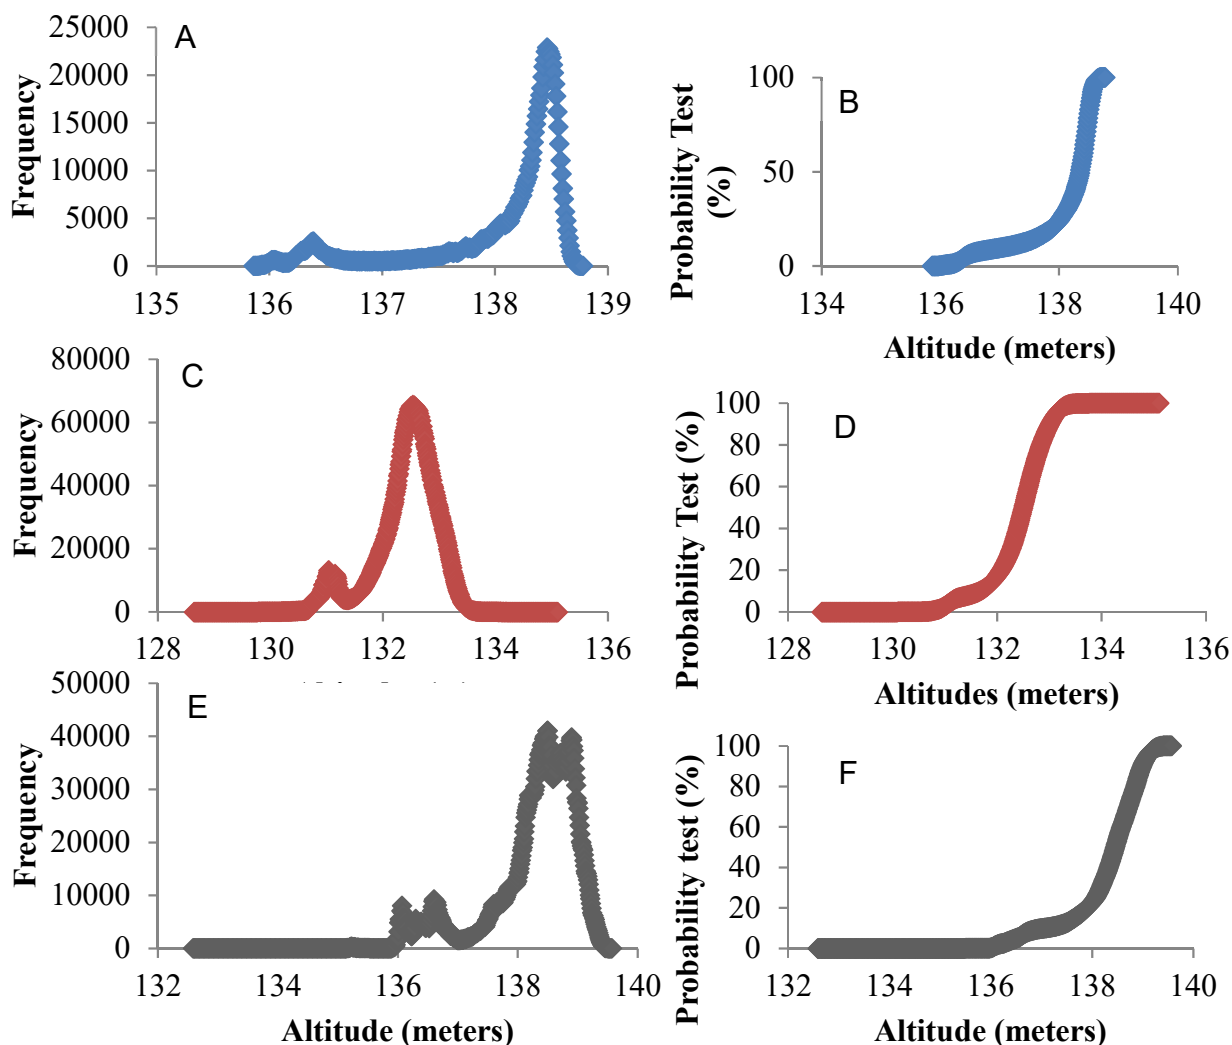 A
Frequency
25000
20000
15000
10000
5000
0
135 136 137 138 139
B
Probability Test
(%)
100
50
0
134 136 138 140
Altitude (meters)
C
Frequency
80000
60000
40000
20000
0
128 130 132 134 136
D
Probability Test (%)
100
80
60
40
20
0
128 130 132 134 136
Altitudes (meters)
E
Frequency
50000
40000
30000
20000
10000
0
132 134 136 138 140
Altitude (meters)
F
Probability test (%)
100
80
60
40
20
0
132 134 136 138 140
Altitude (meters)